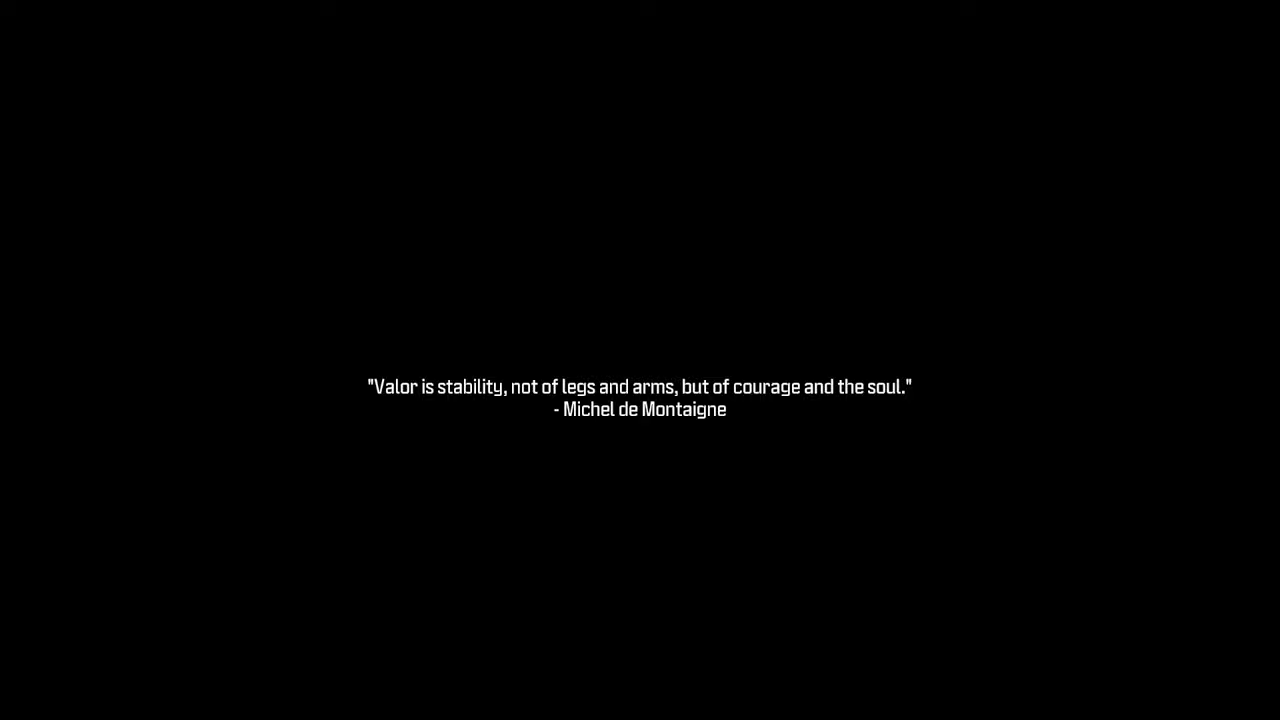 "Valor is stability, not of legs and arms, but of courage and the soul."
- Michel de Montaigne